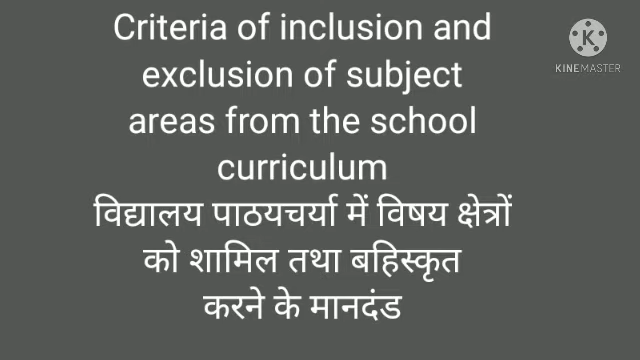 Criteria of inclusion and
exclusion of subject
areas from the school
curriculum
विद्यालय पाठयचर्या में विषय क्षेत्रों
को शामिल तथा बहिस्कृत
करने के मानदंड
K
KINEMASTER